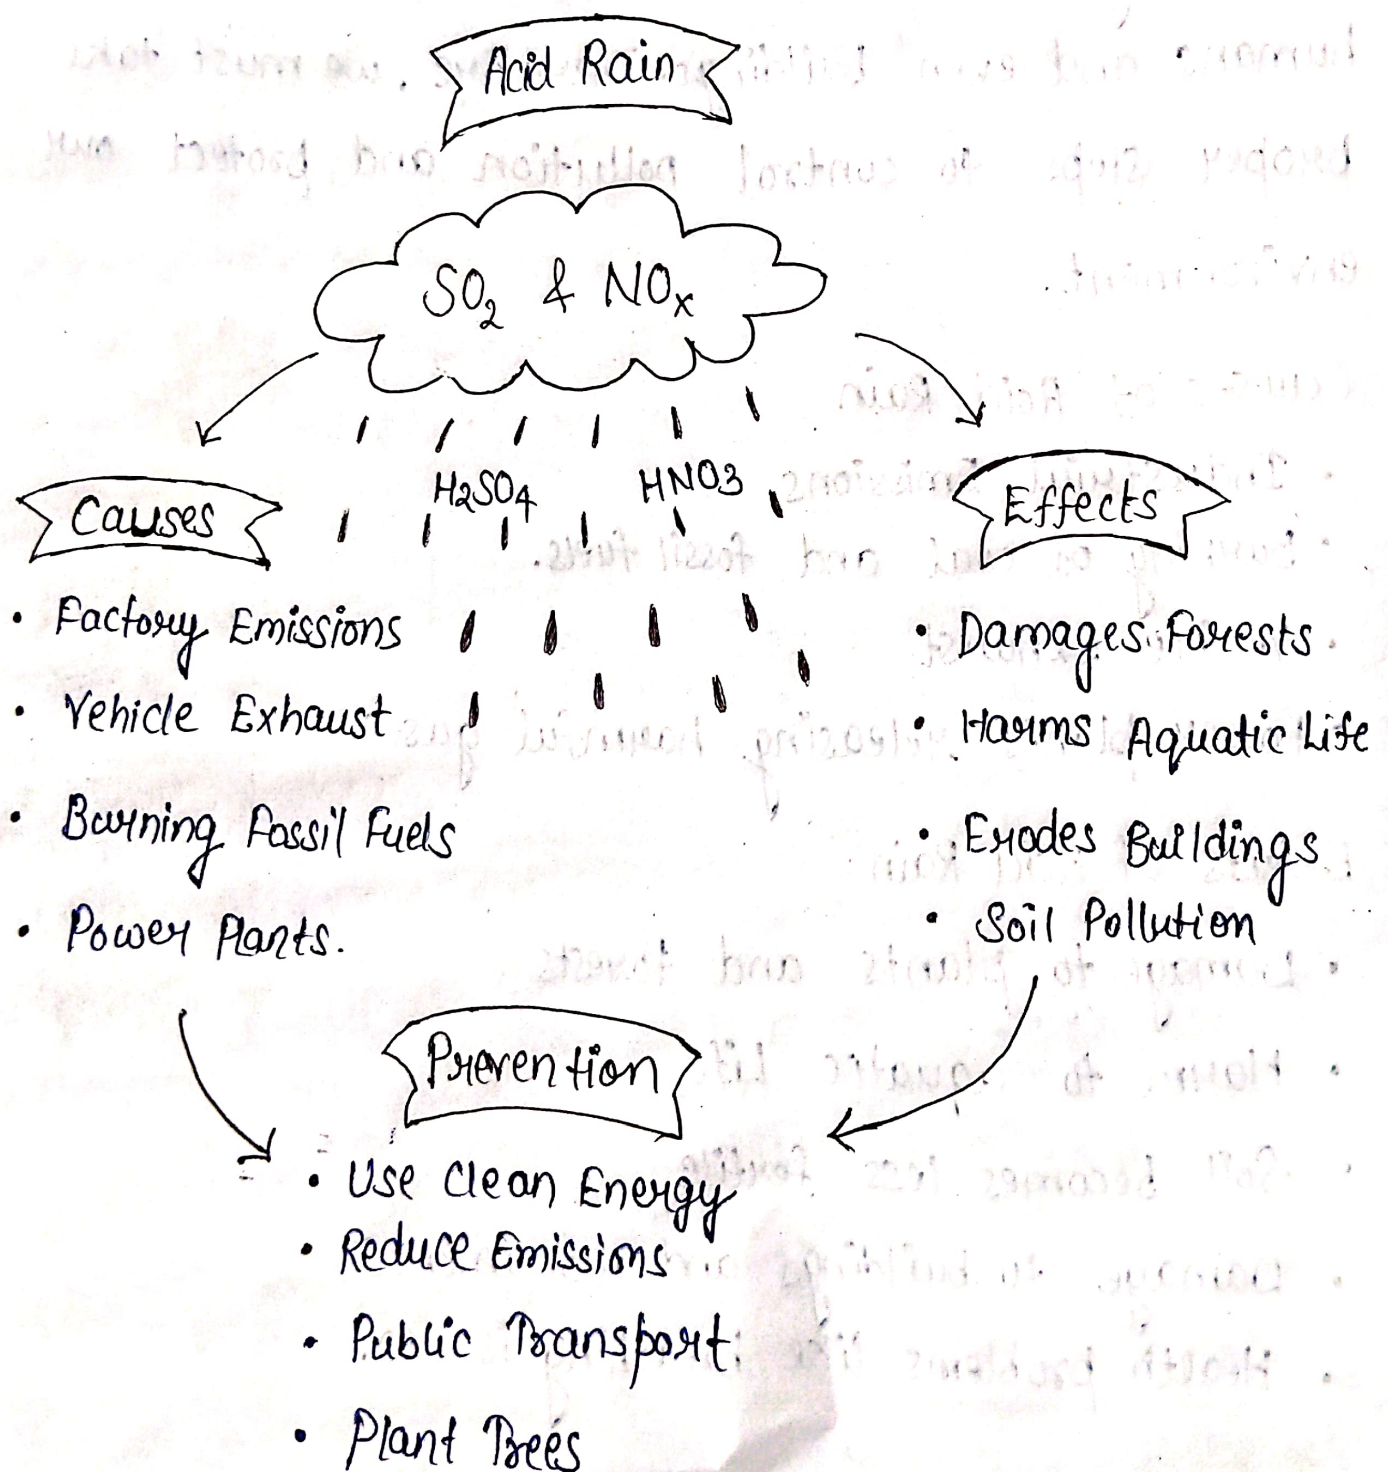 Acid Rain
SO₂ & NOₓ
H2SO4 HNO3
Causes
• Factory Emissions
• Vehicle Exhaust
• Burning Fossil Fuels
• Power Plants.
Effects
• Damages Forests
• Harms Aquatic Life
• Erodes Buildings
• Soil Pollution
Prevention
• Use Clean Energy
• Reduce Emissions
• Public Transport
• Plant Trees